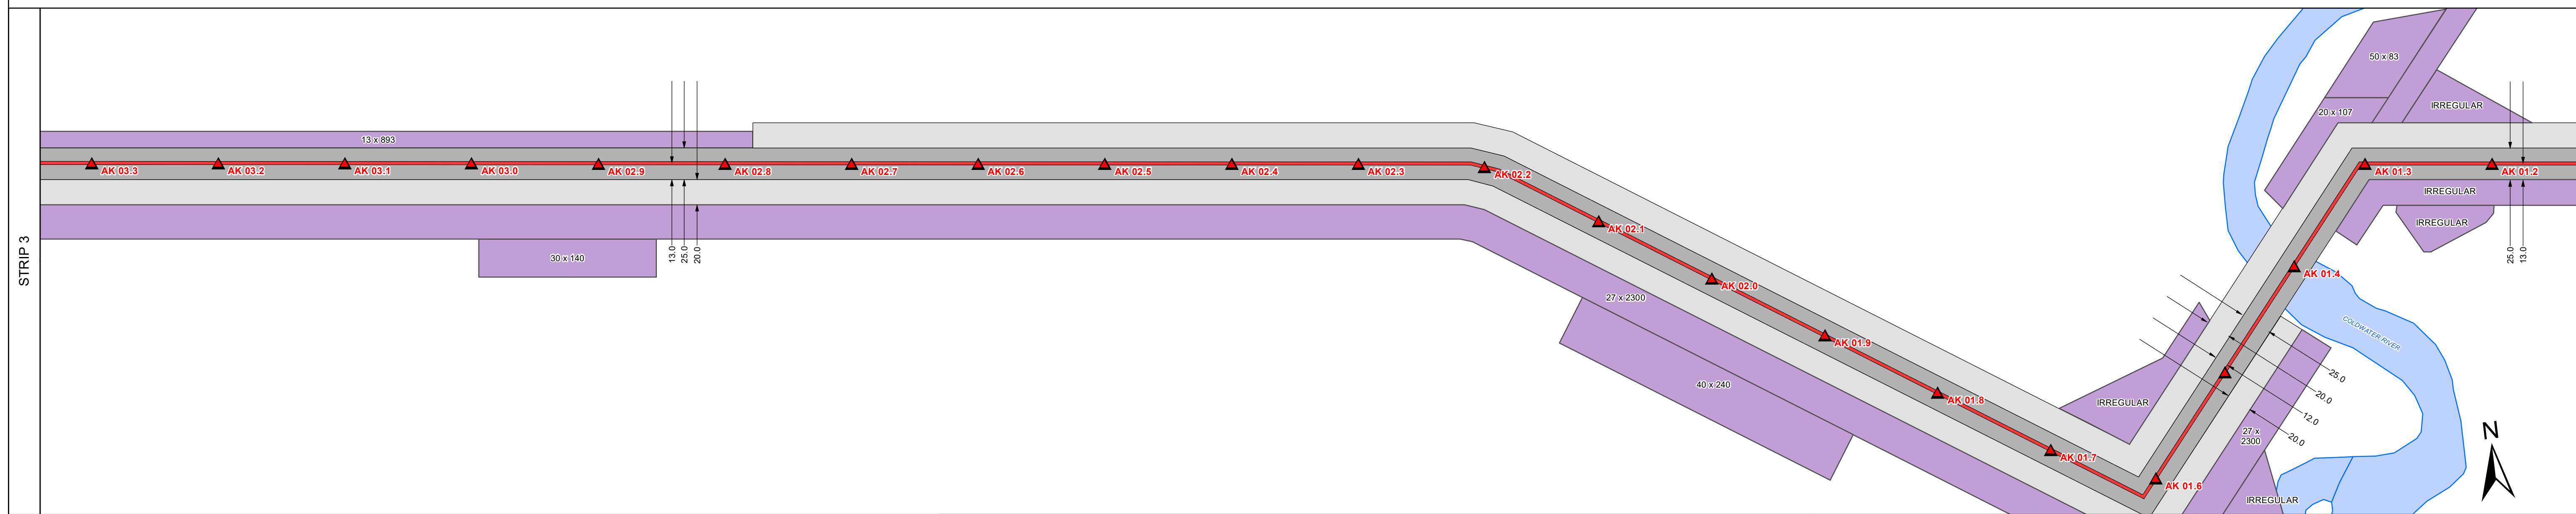 STRIP 3
13 x 893
AK 03.3
AK 03.2
AK 03.1
AK 03.0
AK 02.9
AK 02.8
AK 02.7
AK 02.6
AK 02.5
AK 02.4
AK 02.3
AK 02.2
AK 02.1
AK 02.0
AK 01.9
AK 01.8
AK 01.7
AK 01.6
AK 01.4
AK 01.3
AK 01.2
30 x 140
13.0
25.0
20.0
27 x 2300
40 x 240
IRREGULAR
50 x 83
20 x 107
IRREGULAR
IRREGULAR
IRREGULAR
25.0
13.0
COLDWATER RIVER
25.0
20.0
12.0
20.0
27 x
2300
IRREGULAR
N